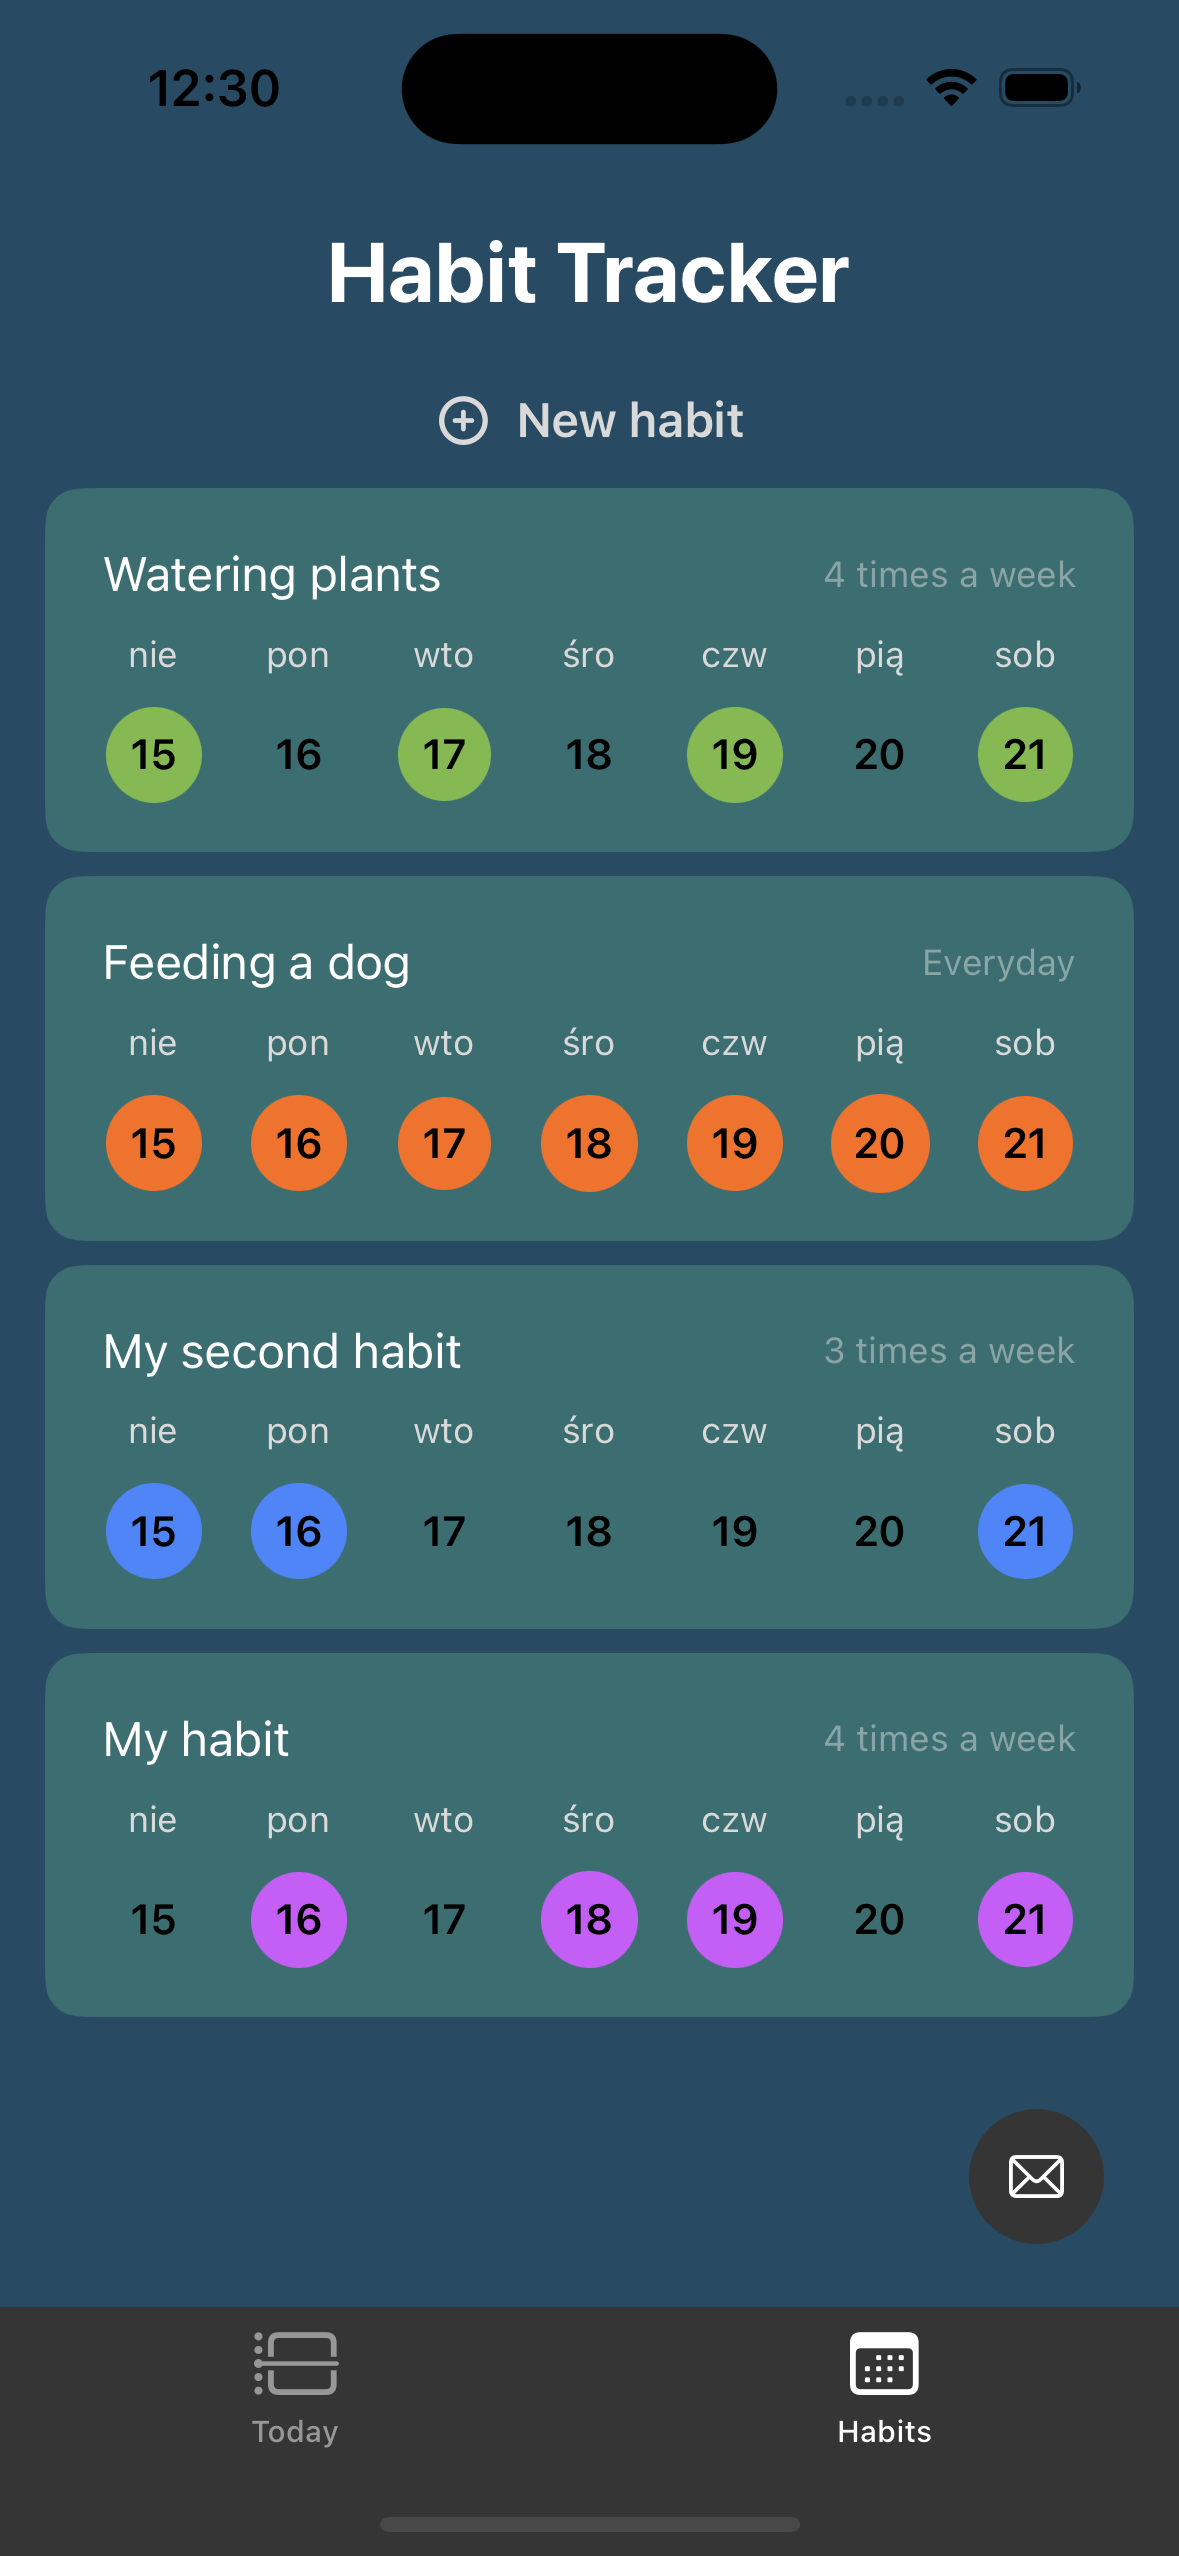 12:30
Habit Tracker
New habit
Watering plants 4 times a week
nie pon wto śro czw pią sob
15 16 17 18 19 20 21
Feeding a dog Everyday
nie pon wto śro czw pią sob
15 16 17 18 19 20 21
My second habit 3 times a week
nie pon wto śro czw pią sob
15 16 17 18 19 20 21
My habit 4 times a week
nie pon wto śro czw pią sob
15 16 17 18 19 20 21
Today Habits